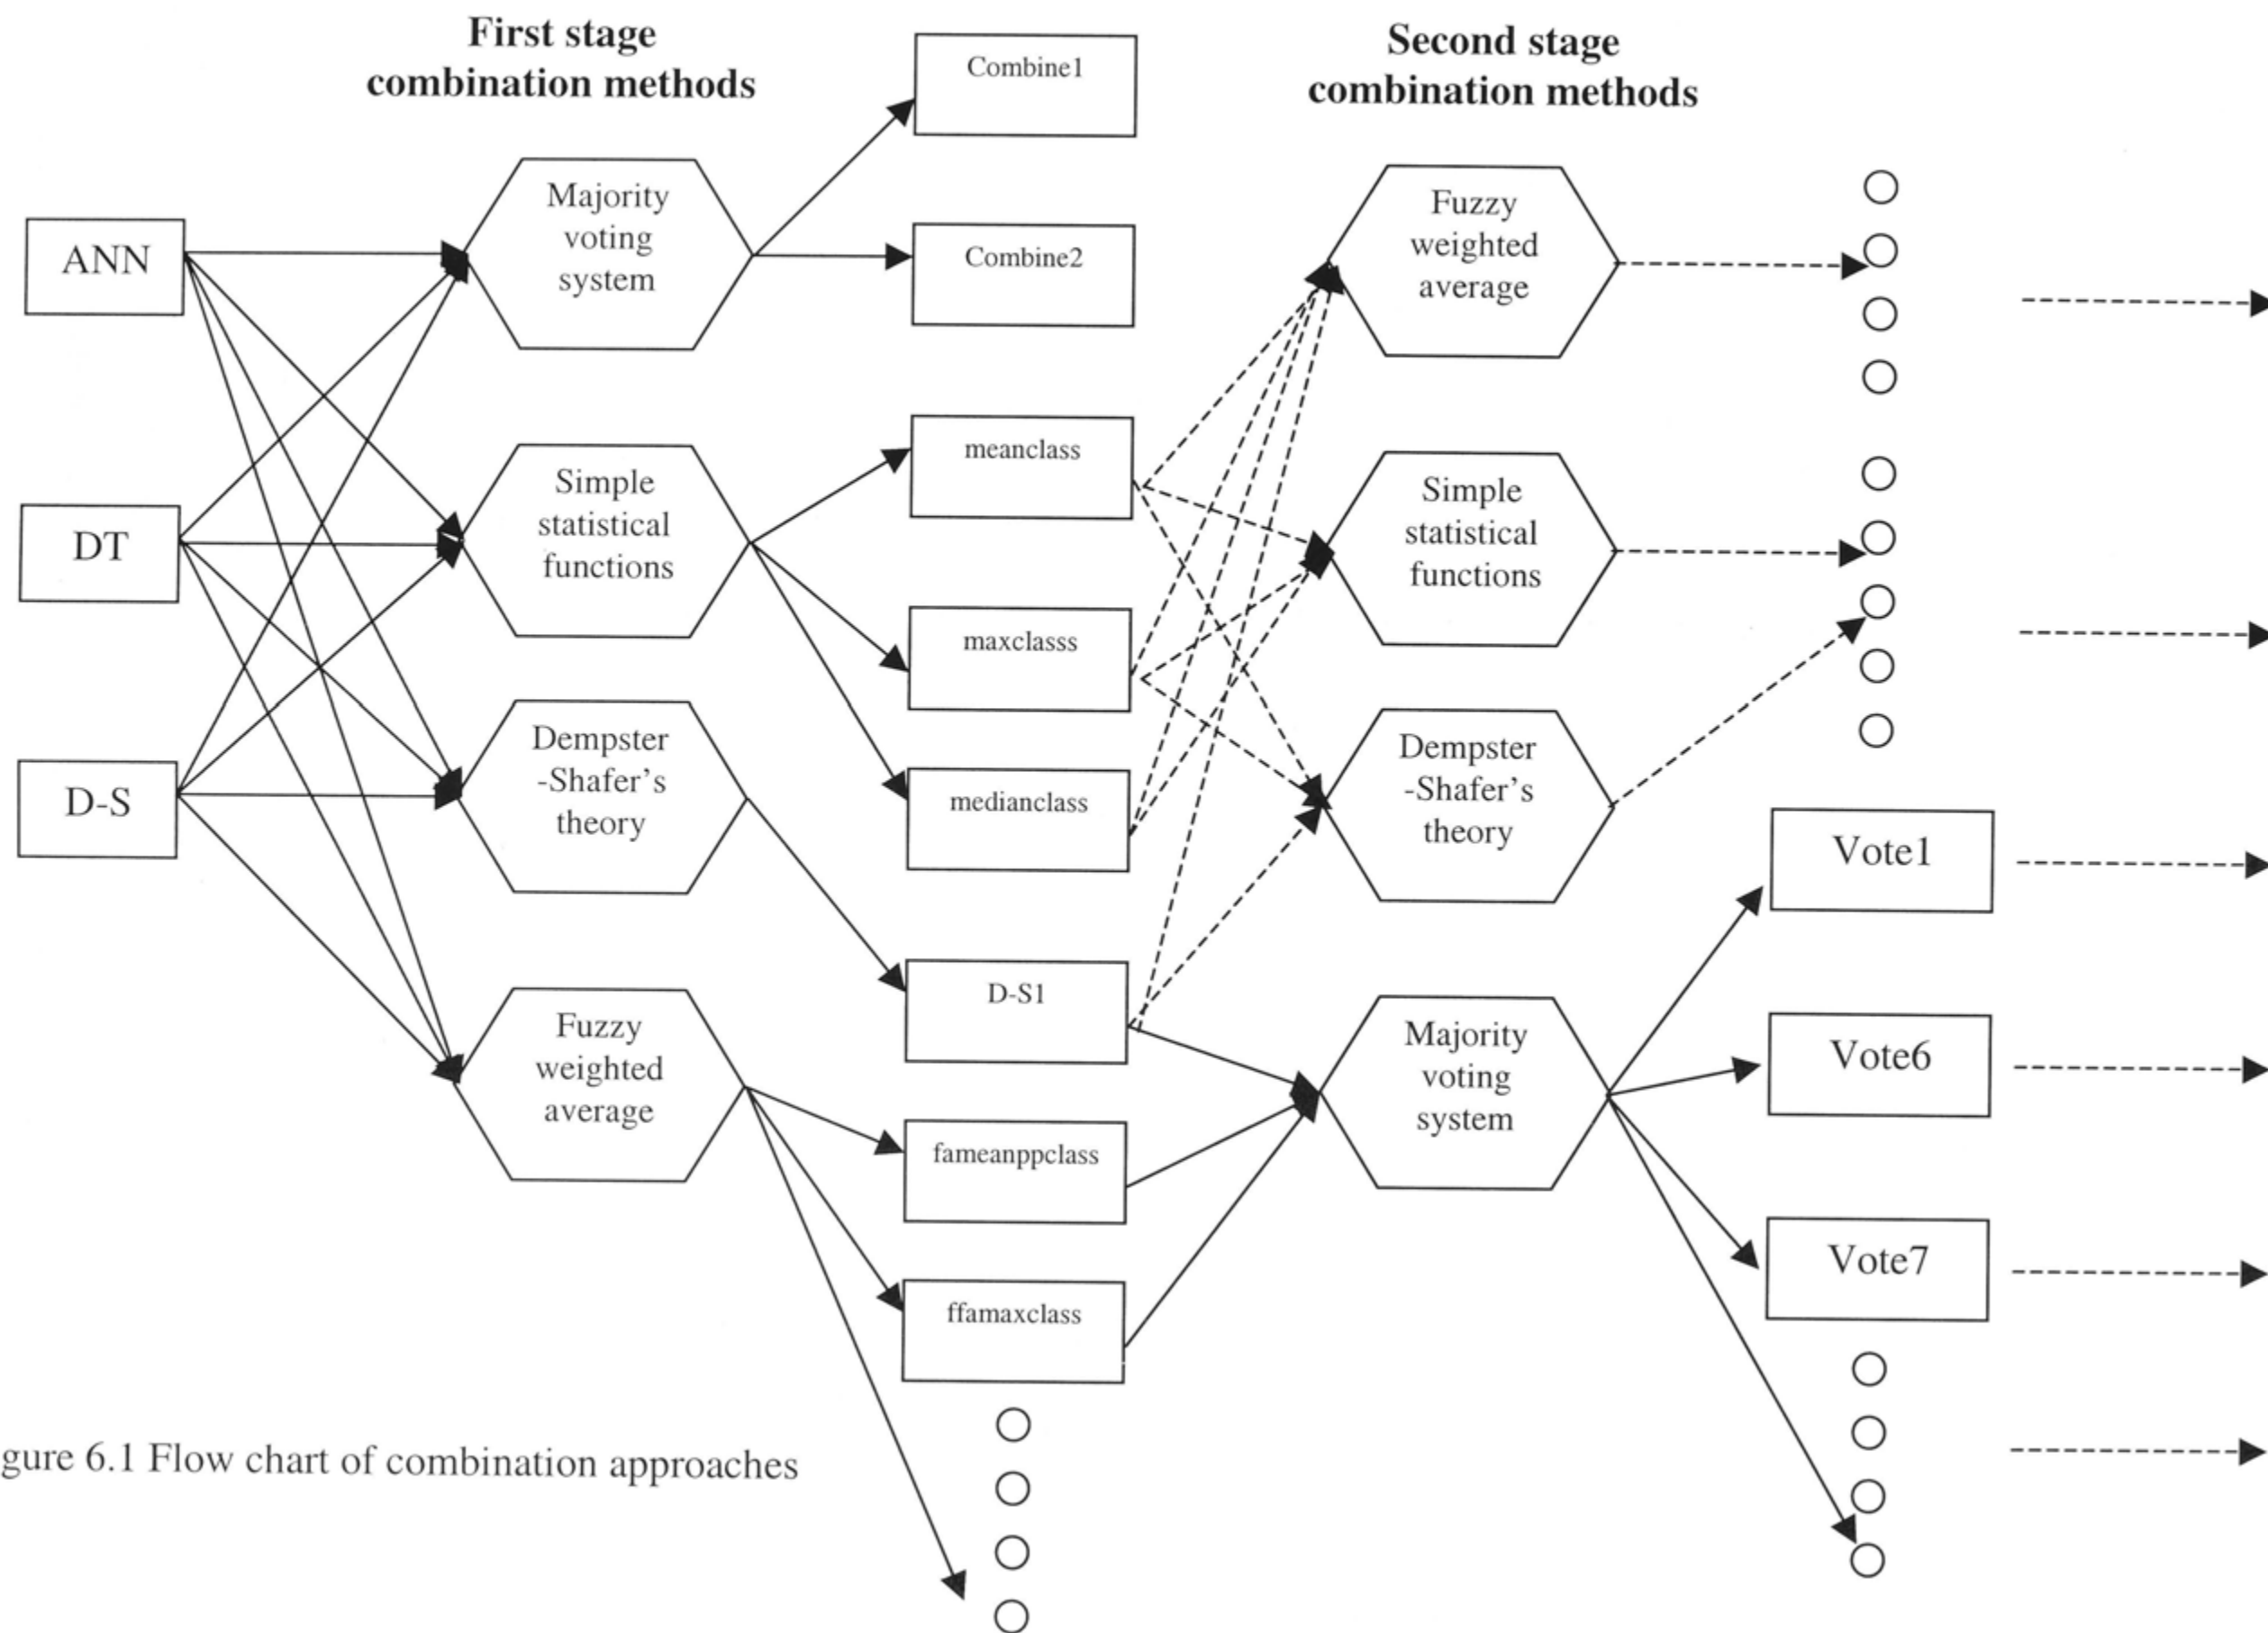 First stage
combination methods
Second stage
combination methods
ANN
DT
D-S
Majority
voting
system
Simple
statistical
functions
Dempster
-Shafer's
theory
Fuzzy
weighted
average
Combine1
Combine2
meanclass
maxclasss
medianclass
D-S1
fameanppclass
ffamaxclass
Fuzzy
weighted
average
Simple
statistical
functions
Dempster
-Shafer's
theory
Majority
voting
system
Vote1
Vote6
Vote7
gure 6.1 Flow chart of combination approaches